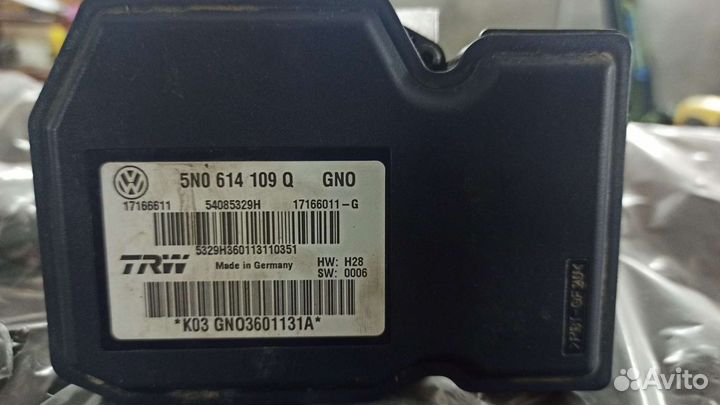 5N0 614 109 Q GNO
17166611 54085329H 17166011-G
5329H360113110351
TRW Made in Germany HW: H28
SW: 0006
*K03 GNO3601131A*
Avito